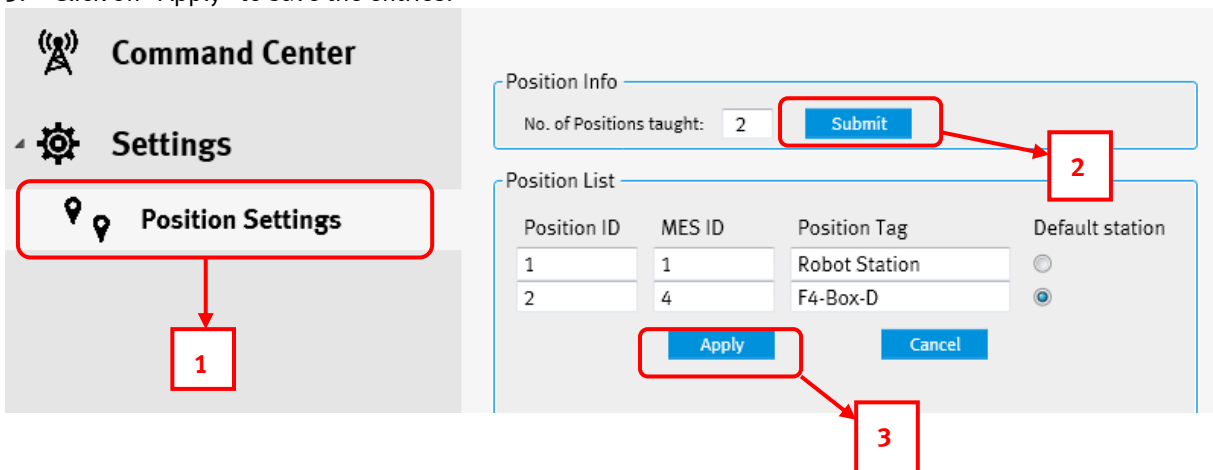 Command Center
Settings
Position Settings
1
Position Info
No. of Positions taught: 2 Submit
2
Position List
Position ID MES ID Position Tag Default station
1 1 Robot Station
2 4 F4-Box-D
Apply Cancel
3